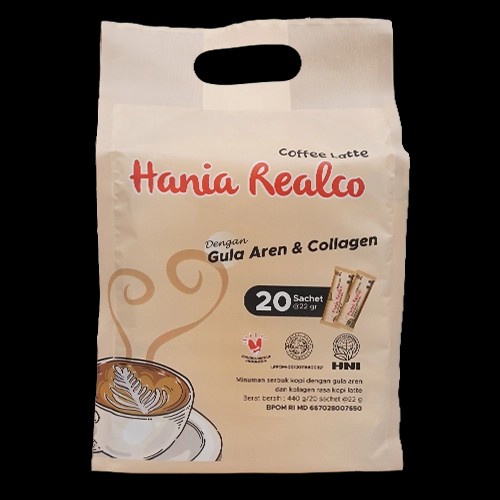 Coffee Latte
Hania Realco
Dengan
Gula Aren & Collagen
20 Sachet
@22 gr
HNI
Minuman serbuk kopi dengan gula aren
dan kolagen rasa kopi latte
Berat bersih : 440 g/20 sachet @22 g
BPOM RI MD 667028007650